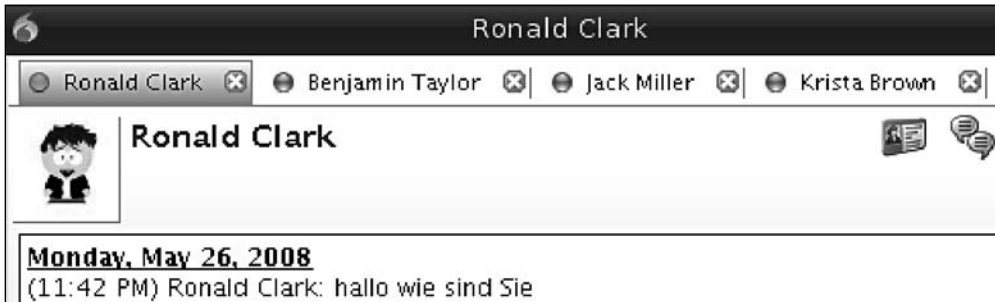 Ronald Clark
Ronald Clark Benjamin Taylor Jack Miller Krista Brown
Ronald Clark
Monday, May 26, 2008
(11:42 PM) Ronald Clark: hallo wie sind Sie